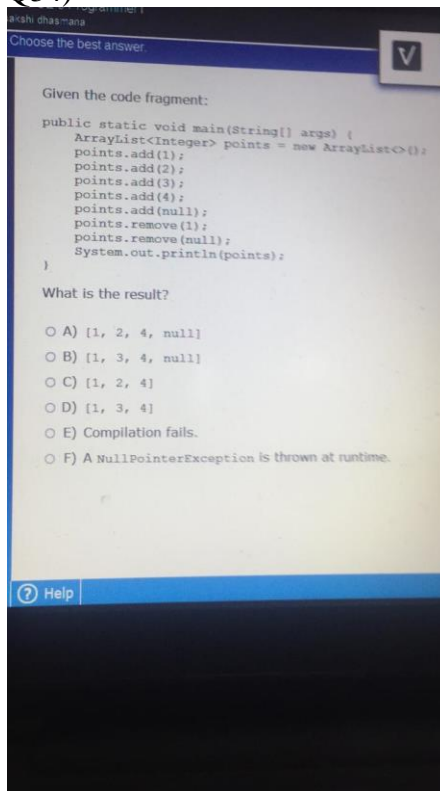 akshi dhasmana
Choose the best answer.
V
Given the code fragment:
public static void main(String[] args) {
ArrayList<Integer> points = new ArrayList<>();
points.add(1);
points.add(2);
points.add(3);
points.add(4);
points.add(null);
points.remove(1);
points.remove(null);
System.out.println(points);
}
What is the result?
A) [1, 2, 4, null]
B) [1, 3, 4, null]
C) [1, 2, 4]
D) [1, 3, 4]
E) Compilation fails.
F) A NullPointerException is thrown at runtime.
? Help